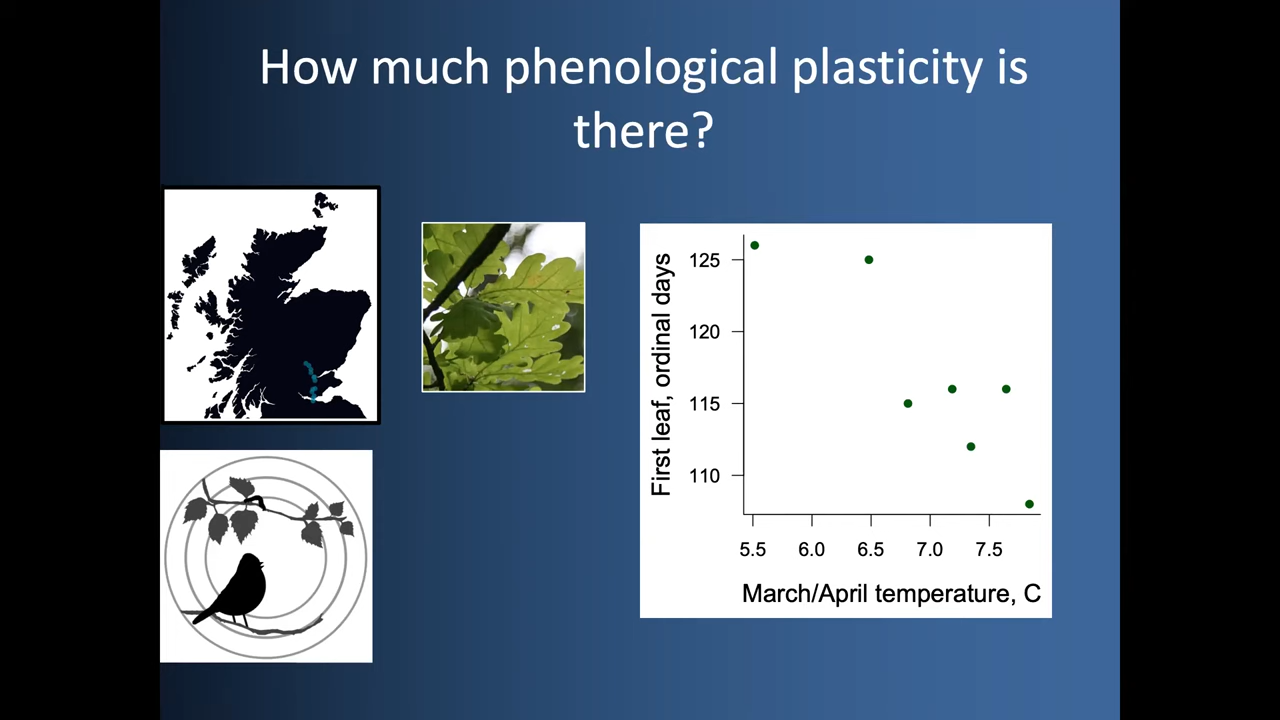 How much phenological plasticity is
there?
First leaf, ordinal days
125
120
115
110
5.5 6.0 6.5 7.0 7.5
March/April temperature, C